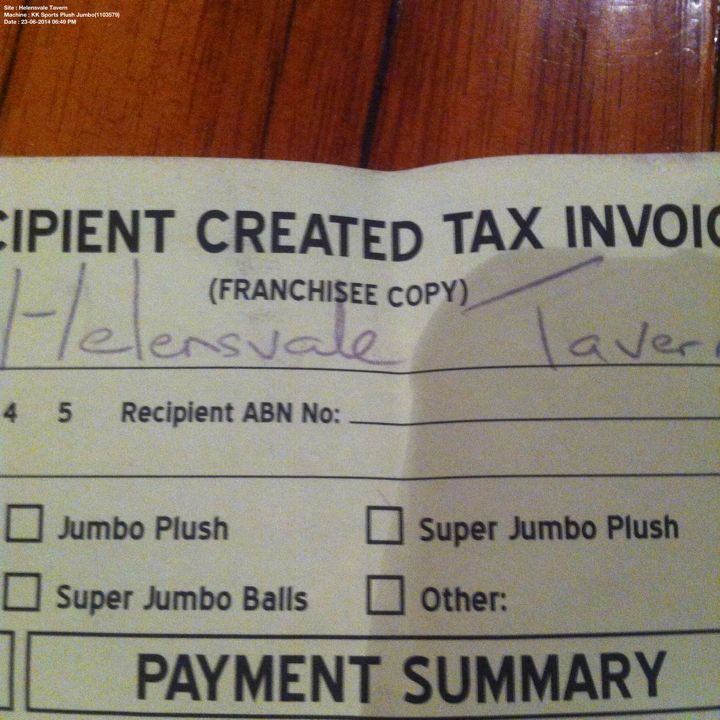 Site : Helensvale Tavern
Machine : KK Sports Plush Jumbo(1103579)
Date : 23-06-2014 06:49 PM
CIPIENT CREATED TAX INVOIC
(FRANCHISEE COPY)
Helensvale Tavern
4 5 Recipient ABN No:
Jumbo Plush Super Jumbo Plush
Super Jumbo Balls Other:
PAYMENT SUMMARY